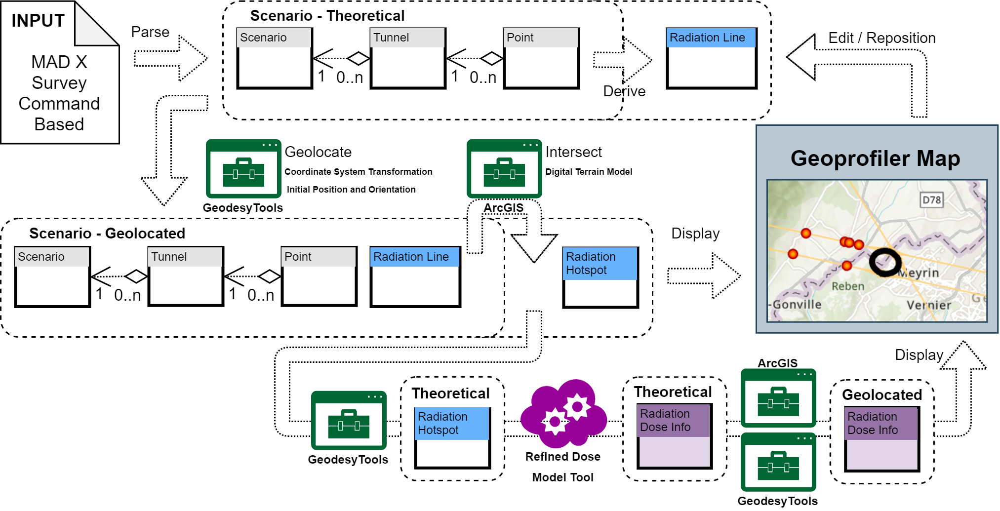 INPUT
MAD X
Survey
Command
Based
Parse
Scenario - Theoretical
Scenario
1
0..n
Tunnel
1
0..n
Point
Derive
Radiation Line
Edit / Reposition
Geolocate
Coordinate System Transformation
Initial Position and Orientation
GeodesyTools
Intersect
Digital Terrain Model
ArcGIS
Scenario - Geolocated
Scenario
1
0..n
Tunnel
1
0..n
Point
Radiation Line
Radiation
Hotspot
Display
Geoprofiler Map
D78
Meyrin
Reben
-Gonville
Vernier
GeodesyTools
Theoretical
Radiation
Hotspot
Refined Dose
Model Tool
Theoretical
Radiation
Dose Info
ArcGIS
GeodesyTools
Geolocated
Radiation
Dose Info
Display